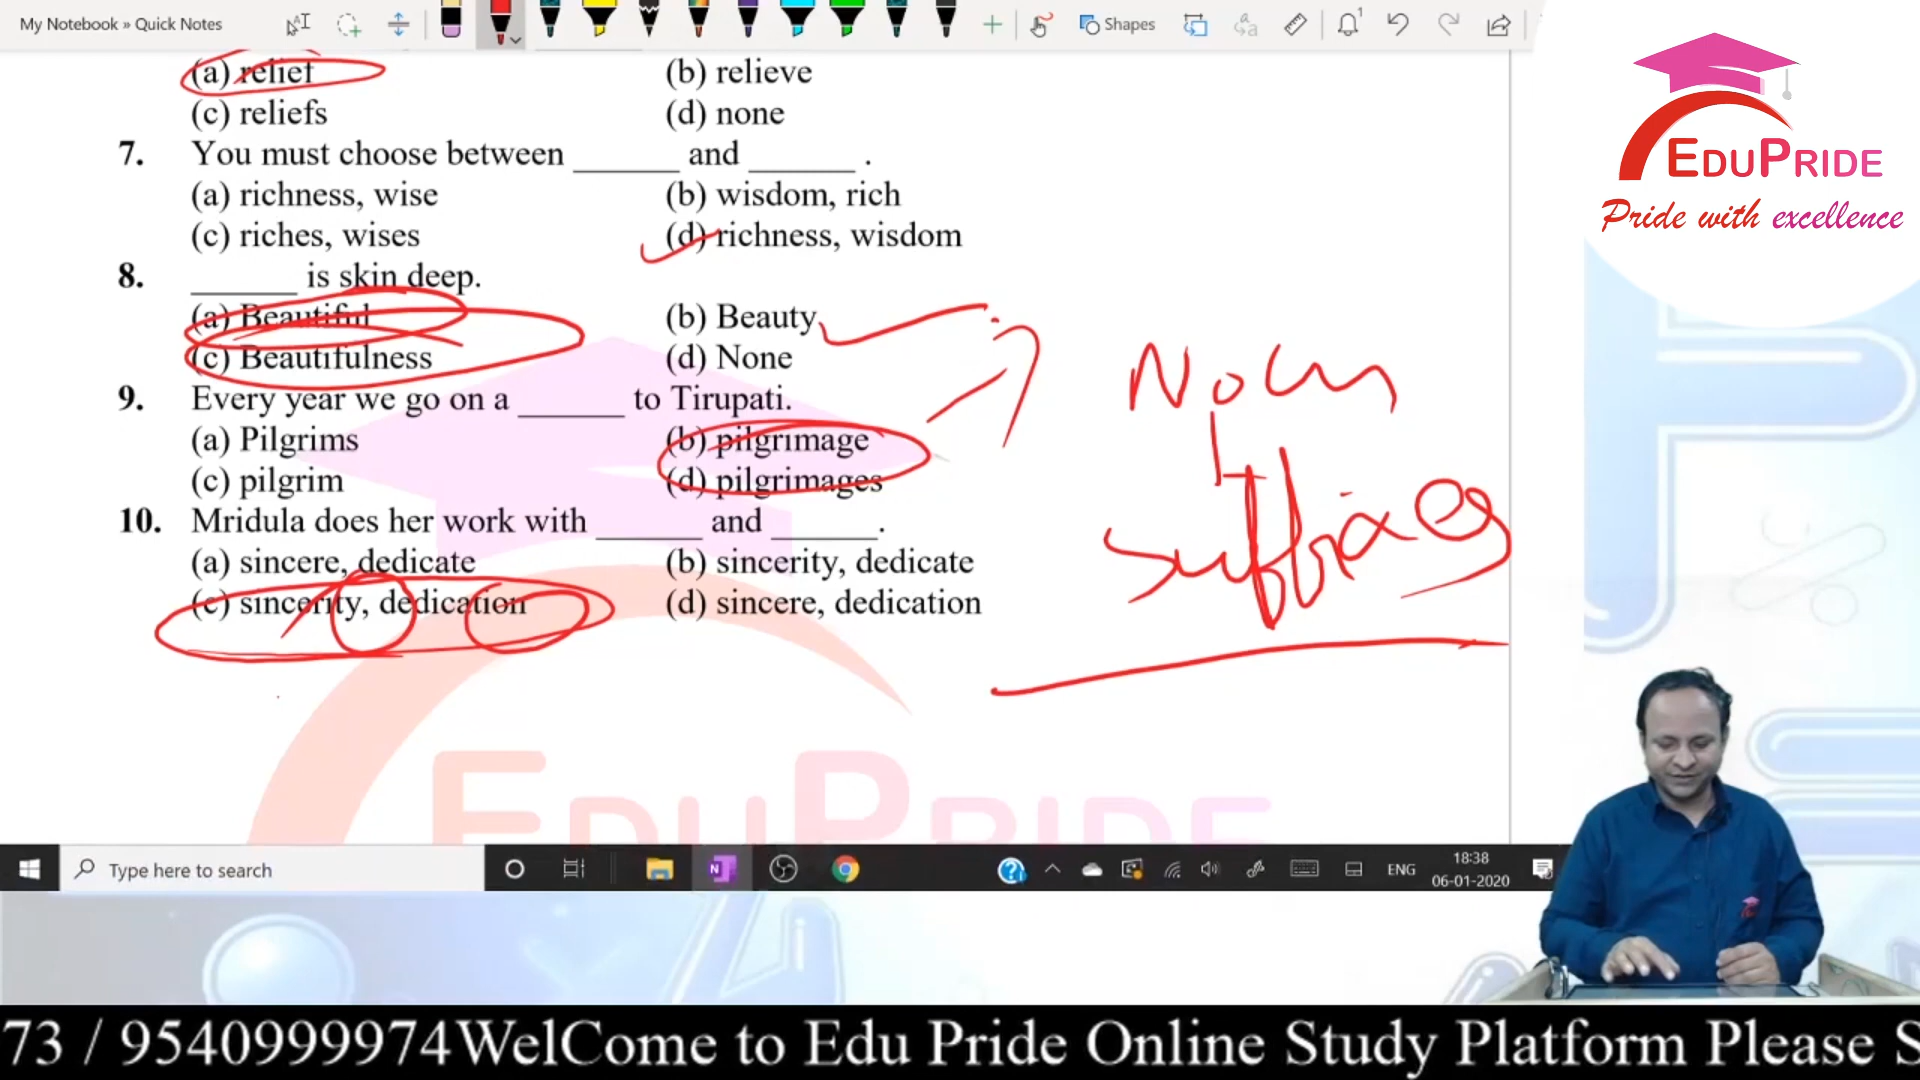 My Notebook » Quick Notes
Shapes
(a) relief (b) relieve
(c) reliefs (d) none
7. You must choose between ______ and ______ .
(a) richness, wise (b) wisdom, rich
(c) riches, wises (d) richness, wisdom
8. ______ is skin deep.
(a) Beautiful (b) Beauty
(c) Beautifulness (d) None
9. Every year we go on a ______ to Tirupati.
(a) Pilgrims (b) pilgrimage
(c) pilgrim (d) pilgrimages
10. Mridula does her work with ______ and ______.
(a) sincere, dedicate (b) sincerity, dedicate
(c) sincerity, dedication (d) sincere, dedication
Noun
suffixes
EDUPRIDE
EDUPRIDE
Pride with excellence
Type here to search
ENG
18:38
06-01-2020
73 / 9540999974WelCome to Edu Pride Online Study Platform Please S